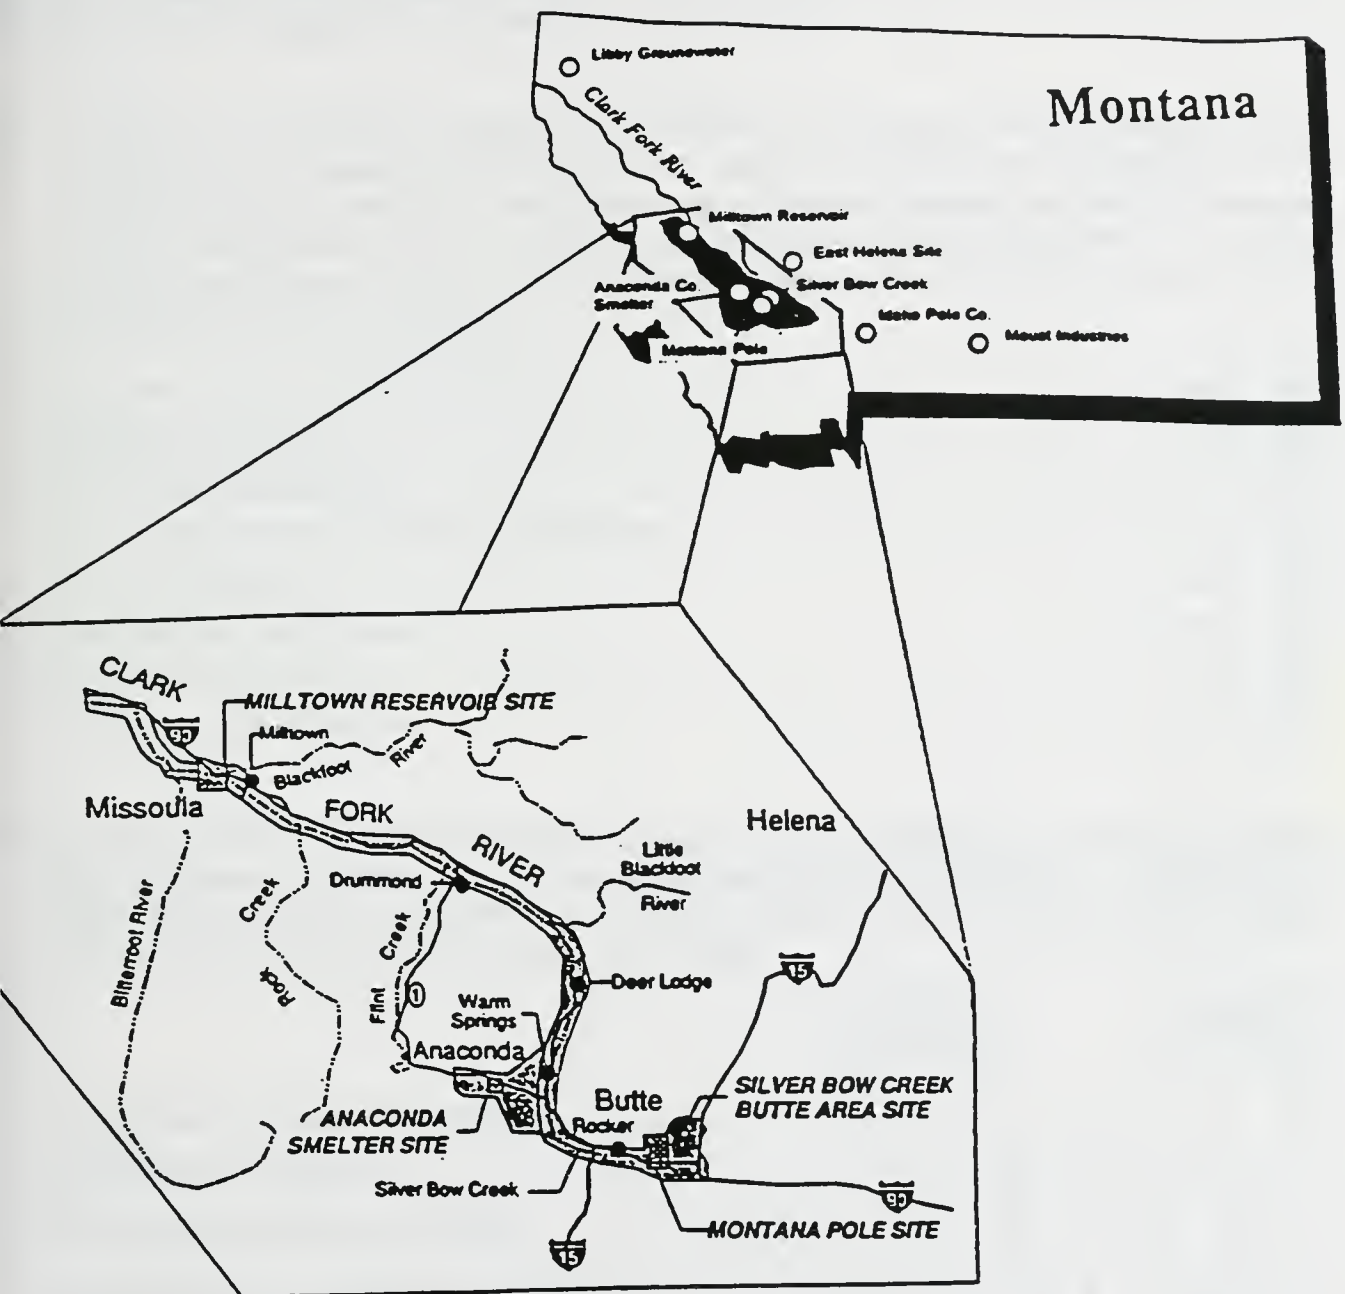 Libby Groundwater
Montana
Clark Fork River
Milltown Reservoir
East Helena Site
Anaconda Co.
Smelter
Silver Bow Creek
Idaho Pole Co.
Mouat Industries
Montana Pole
CLARK
MILLTOWN RESERVOIR SITE
90
Milltown
Blackfoot
River
Missoula
FORK
Helena
RIVER
Little
Blackfoot
River
Drummond
Bitterroot River
Creek
Rock
Creek
Flint
1
15
Deer Lodge
Warm
Springs
Anaconda
Butte
SILVER BOW CREEK
BUTTE AREA SITE
ANACONDA
SMELTER SITE
Rocker
Silver Bow Creek
90
MONTANA POLE SITE
15